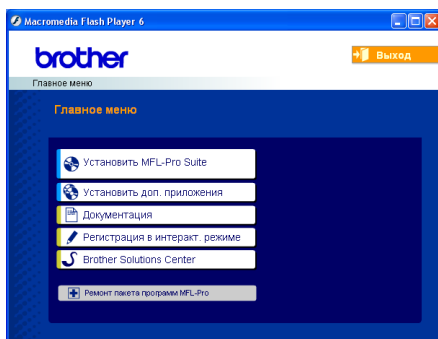 Macromedia Flash Player 6
brother
Выход
Главное меню
Главное меню
Установить MFL-Pro Suite
Установить доп. приложения
Документация
Регистрация в интеракт. режиме
Brother Solutions Center
Ремонт пакета программ MFL-Pro